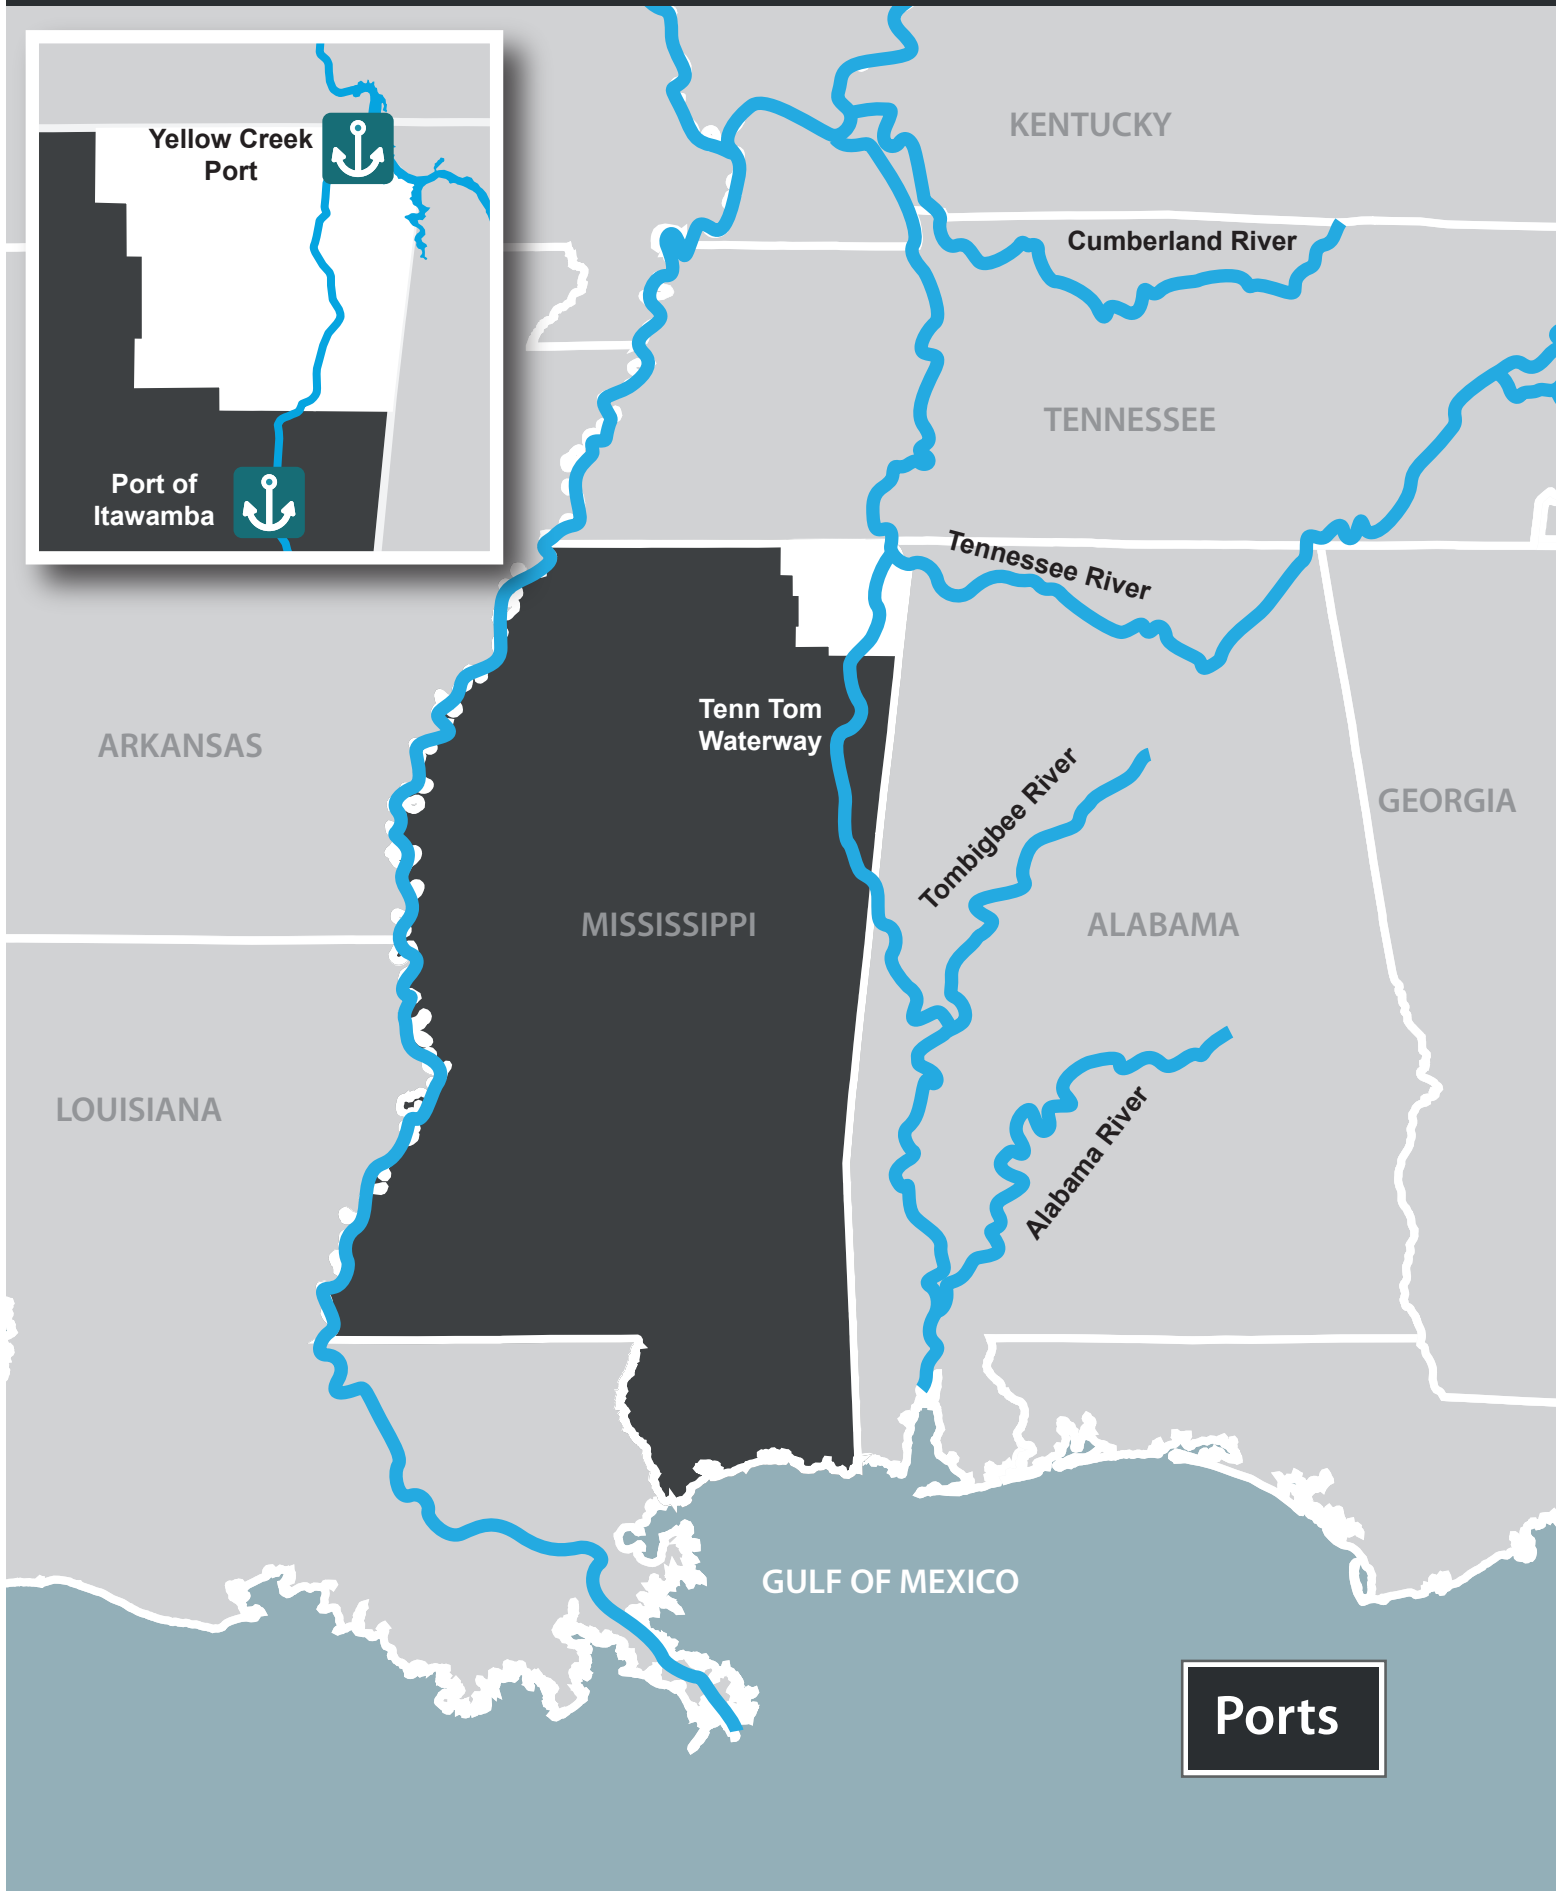 Yellow Creek
Port
Port of
Itawamba
KENTUCKY
Cumberland River
TENNESSEE
Tennessee River
Tenn Tom
Waterway
ARKANSAS
Tombigbee River
GEORGIA
MISSISSIPPI
ALABAMA
LOUISIANA
Alabama River
GULF OF MEXICO
Ports